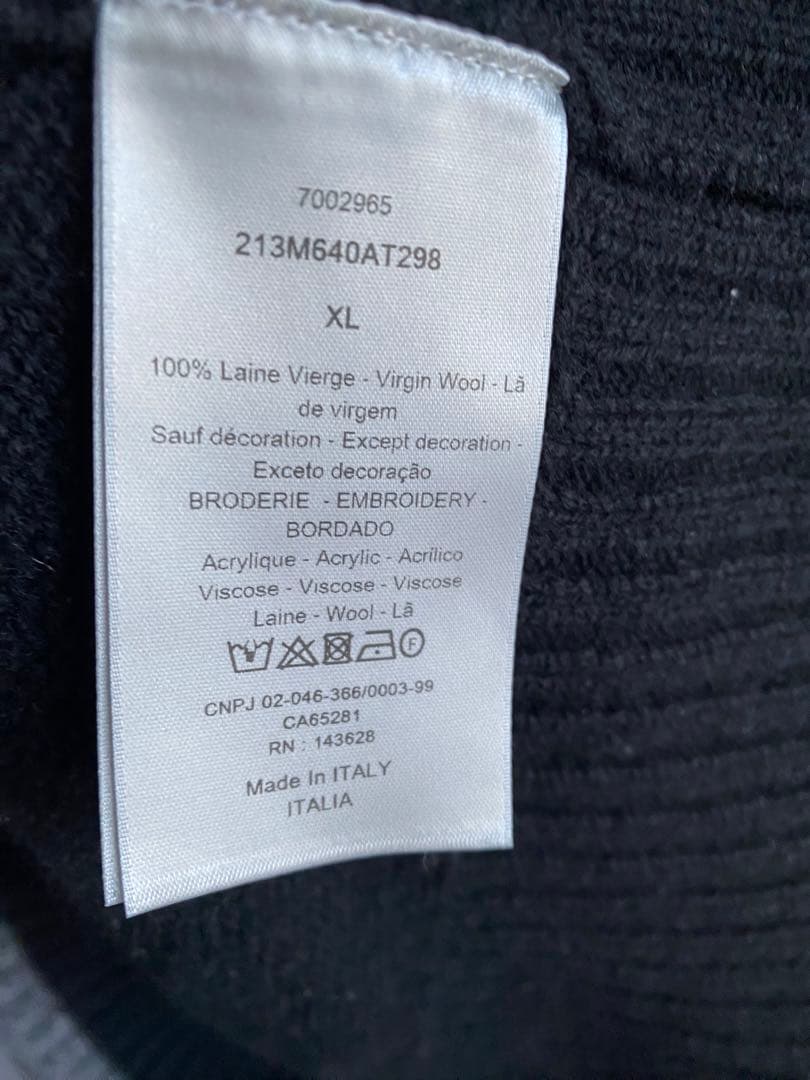 7002965
213M640AT298
XL
100% Laine Vierge - Virgin Wool - Lã
de virgem
Sauf décoration - Except decoration -
Exceto decoração
BRODERIE - EMBROIDERY -
BORDADO
Acrylique - Acrylic - Acrílico
Viscose - Viscose - Viscose
Laine - Wool - Lã
F
CNPJ 02-046-366/0003-99
CA65281
RN : 143628
Made In ITALY
ITALIA